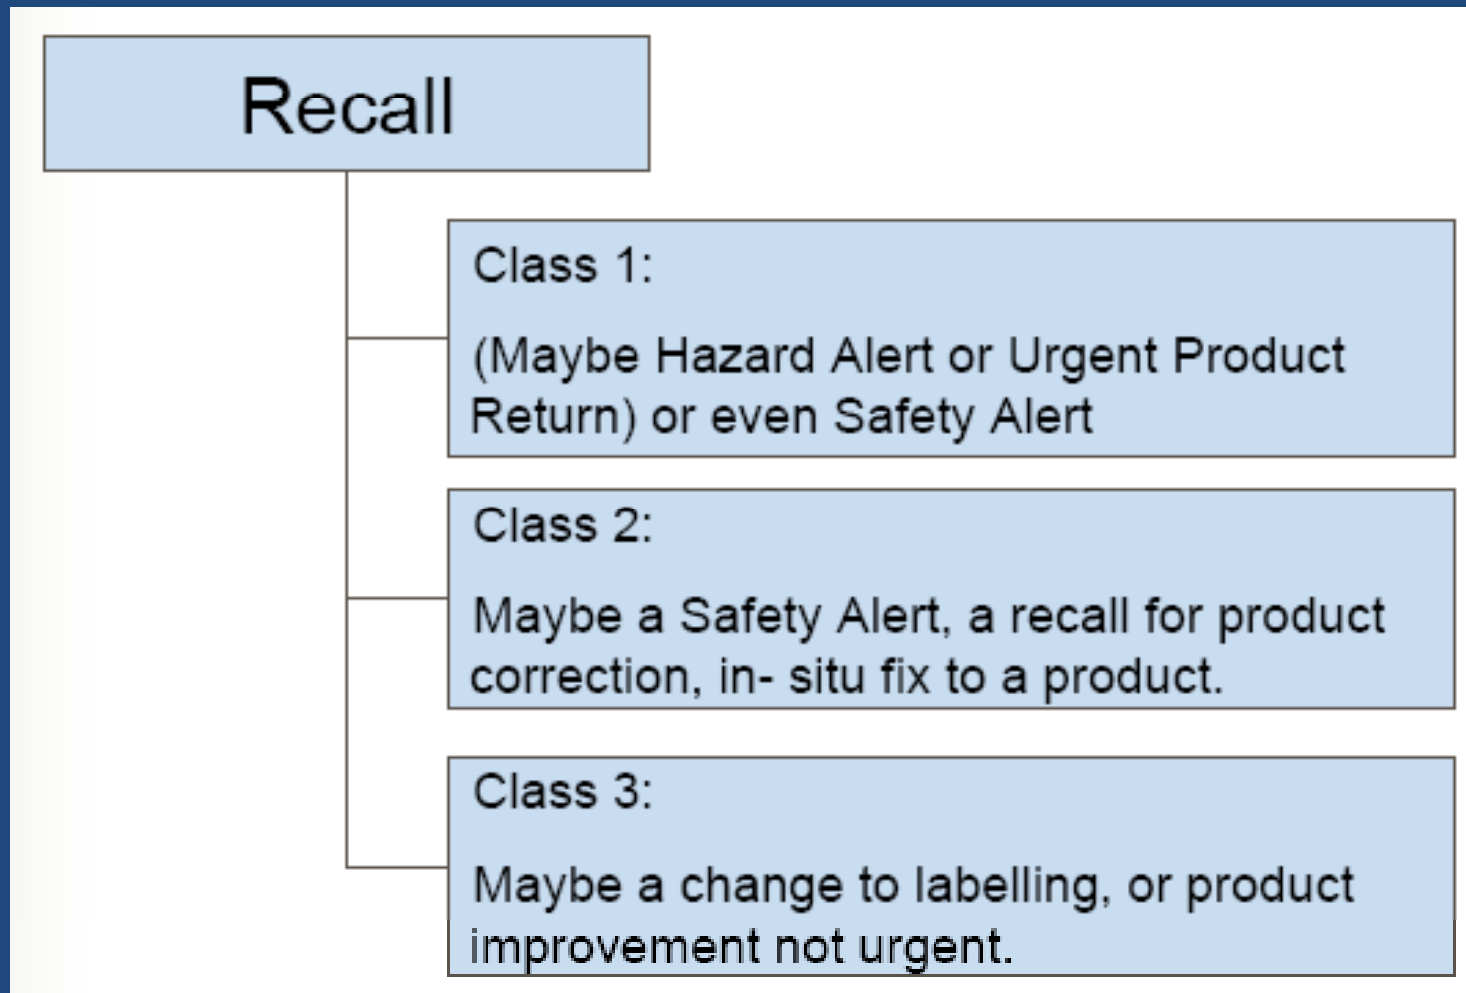 Recall
Class 1:
(Maybe Hazard Alert or Urgent Product
Return) or even Safety Alert
Class 2:
Maybe a Safety Alert, a recall for product
correction, in- situ fix to a product.
Class 3:
Maybe a change to labelling, or product
improvement not urgent.